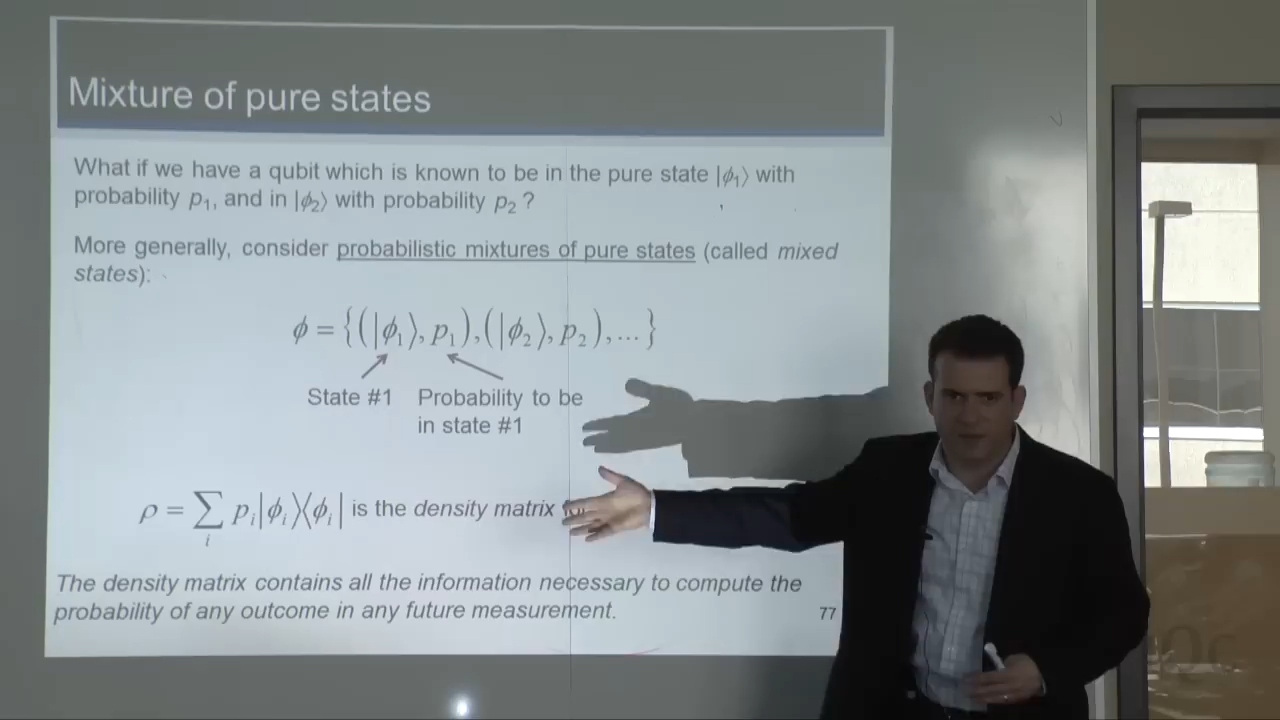 Mixture of pure states
What if we have a qubit which is known to be in the pure state |ϕ₁⟩ with
probability p₁, and in |ϕ₂⟩ with probability p₂ ?
More generally, consider probabilistic mixtures of pure states (called mixed
states):
ϕ = {(|ϕ₁⟩, p₁), (|ϕ₂⟩, p₂), ...}
State #1 Probability to be
in state #1
ρ = ∑ᵢ pᵢ|ϕᵢ⟩⟨ϕᵢ| is the density matrix
The density matrix contains all the information necessary to compute the
probability of any outcome in any future measurement.
77